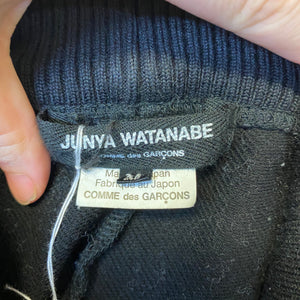 JUNYA WATANABE
COMME des GARÇONS
M
Made in Japan
Fabriqué au Japon
COMME des GARÇONS